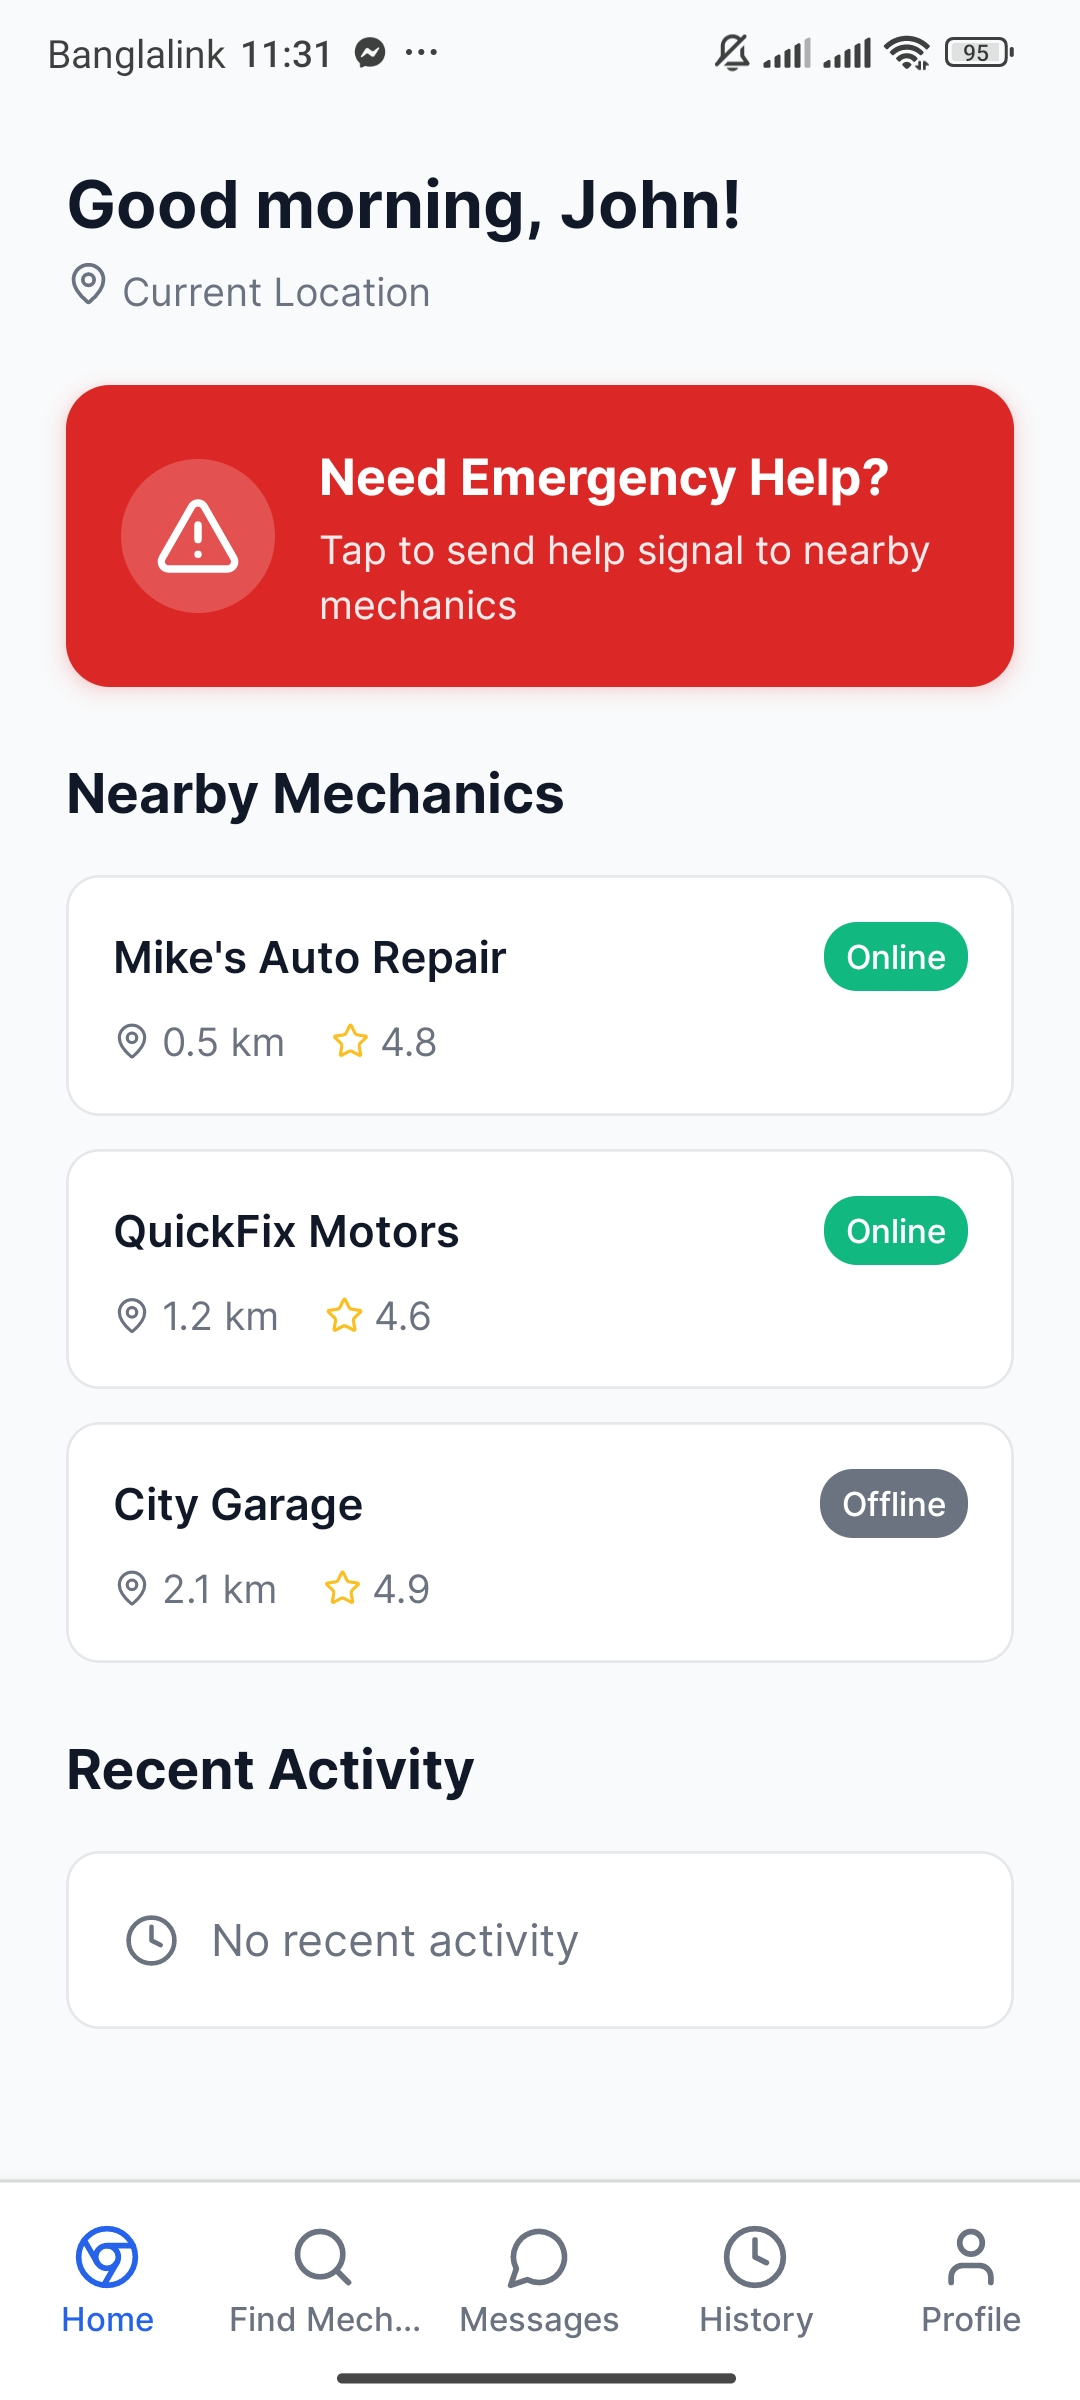 Banglalink 11:31 ...
95
Good morning, John!
Current Location
Need Emergency Help?
Tap to send help signal to nearby
mechanics
Nearby Mechanics
Mike's Auto Repair
Online
0.5 km 4.8
QuickFix Motors
Online
1.2 km 4.6
City Garage
Offline
2.1 km 4.9
Recent Activity
No recent activity
Home
Find Mech...
Messages
History
Profile